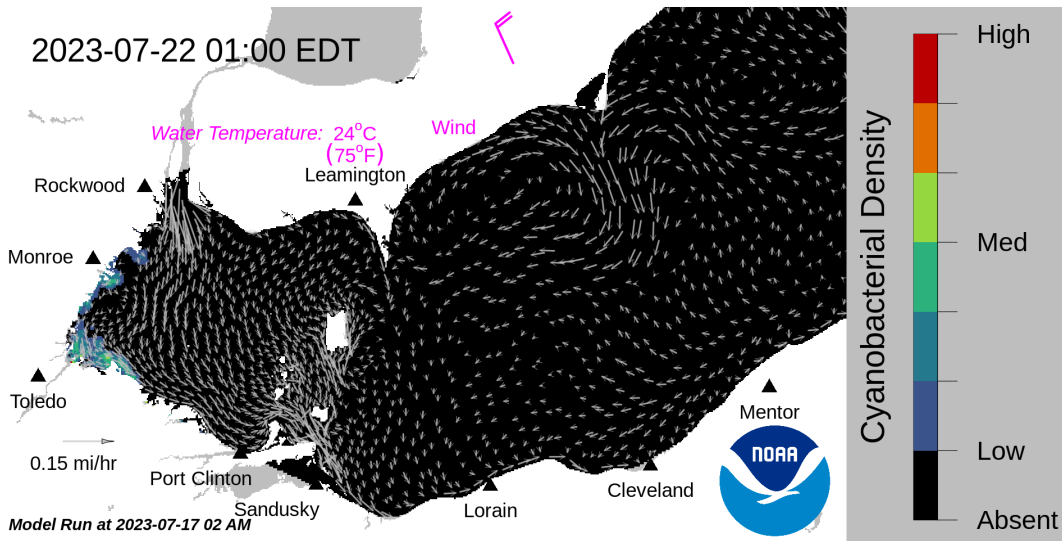 2023-07-22 01:00 EDT
High
Water Temperature: 24°C
(75°F)
Wind
Leamington
Rockwood
Monroe
Med
Cyanobacterial Density
Toledo
Mentor
0.15 mi/hr
NOAA
Low
Port Clinton
Cleveland
Sandusky
Lorain
Absent
Model Run at 2023-07-17 02 AM